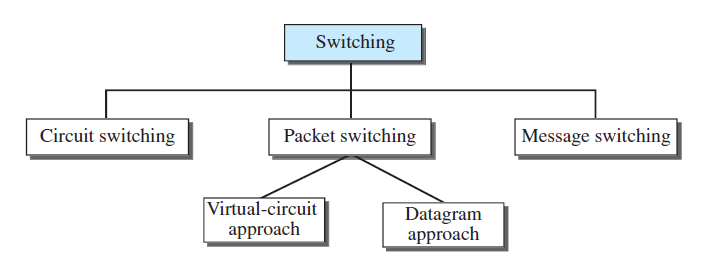 Switching
Circuit switching
Packet switching
Message switching
Virtual-circuit
approach
Datagram
approach